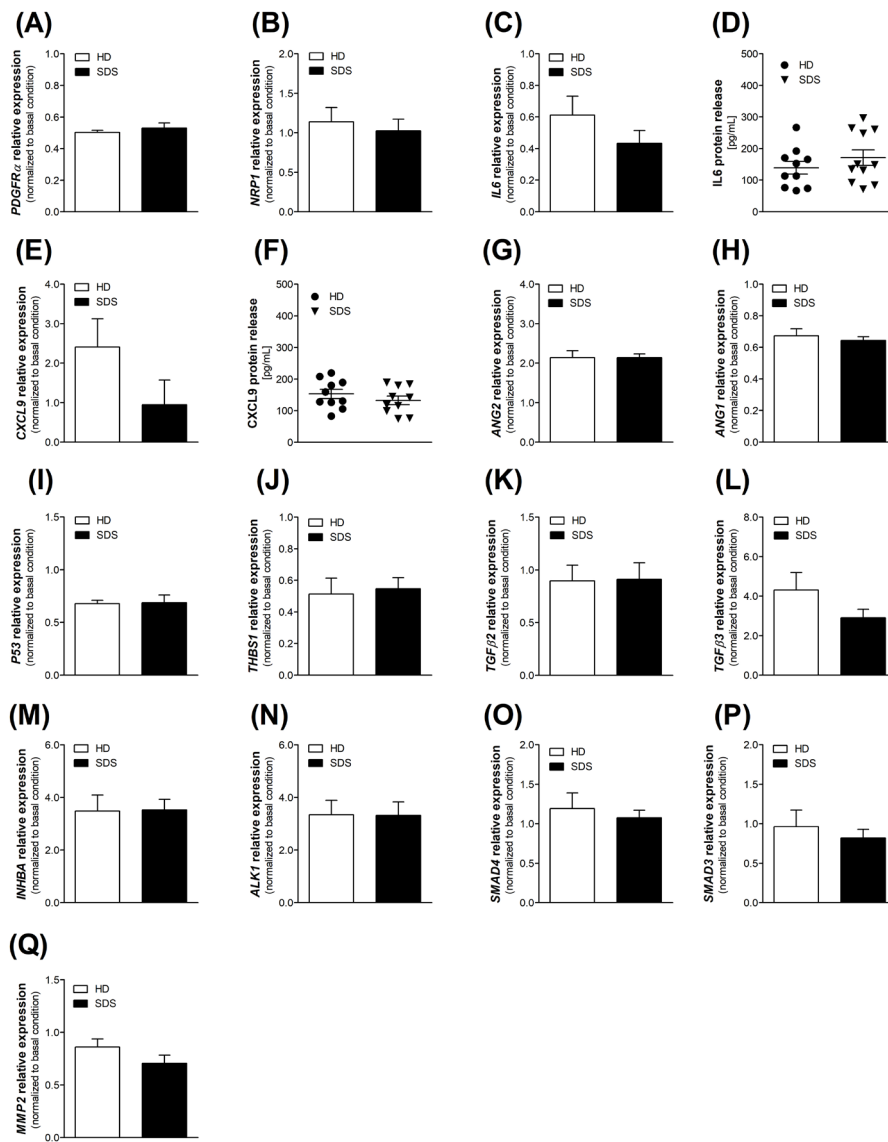 (A)
PDGFRα relative expression
(normalized to basal condition)
1.0
0.8
0.6
0.4
0.2
0.0
HD
SDS
(B)
NRP1 relative expression
(normalized to basal condition)
2.0
1.5
1.0
0.5
0.0
HD
SDS
(C)
IL6 relative expression
(normalized to basal condition)
1.0
0.8
0.6
0.4
0.2
0.0
HD
SDS
(D)
IL6 protein release
[pg/mL]
500
400
300
200
100
0
HD
SDS
(E)
CXCL9 relative expression
(normalized to basal condition)
4.0
3.0
2.0
1.0
0.0
HD
SDS
(F)
CXCL9 protein release
[pg/mL]
500
400
300
200
100
0
HD
SDS
(G)
ANG2 relative expression
(normalized to basal condition)
4.0
3.0
2.0
1.0
0.0
HD
SDS
(H)
ANG1 relative expression
(normalized to basal condition)
1.0
0.8
0.6
0.4
0.2
0.0
HD
SDS
(I)
P53 relative expression
(normalized to basal condition)
1.5
1.0
0.5
0.0
HD
SDS
(J)
THBS1 relative expression
(normalized to basal condition)
1.0
0.8
0.6
0.4
0.2
0.0
HD
SDS
(K)
TGFβ2 relative expression
(normalized to basal condition)
1.5
1.0
0.5
0.0
HD
SDS
(L)
TGFβ3 relative expression
(normalized to basal condition)
8.0
6.0
4.0
2.0
0.0
HD
SDS
(M)
INHBA relative expression
(normalized to basal condition)
6.0
4.0
2.0
0.0
HD
SDS
(N)
ALK1 relative expression
(normalized to basal condition)
6.0
4.0
2.0
0.0
HD
SDS
(O)
SMAD4 relative expression
(normalized to basal condition)
2.0
1.5
1.0
0.5
0.0
HD
SDS
(P)
SMAD3 relative expression
(normalized to basal condition)
2.0
1.5
1.0
0.5
0.0
HD
SDS
(Q)
MMP2 relative expression
(normalized to basal condition)
1.5
1.0
0.5
0.0
HD
SDS